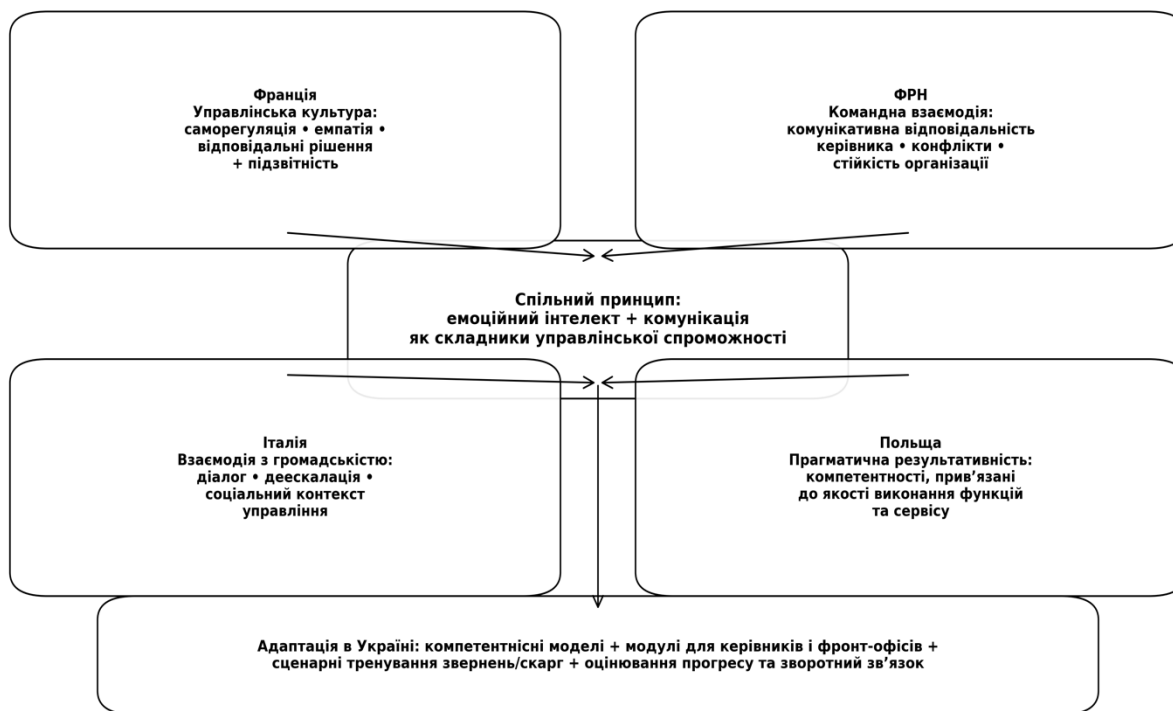 Франція
Управлінська культура:
саморегуляція • емпатія •
відповідальні рішення
+ підзвітність
ФРН
Командна взаємодія:
комунікативна відповідальність
керівника • конфлікти •
стійкість організації
Спільний принцип:
емоційний інтелект + комунікація
як складники управлінської спроможності
Італія
Взаємодія з громадськістю:
діалог • деескалація •
соціальний контекст
управління
Польща
Прагматична результативність:
компетентності, прив’язані
до якості виконання функцій
та сервісу
Адаптація в Україні: компетентнісні моделі + модулі для керівників і фронт-офісів +
сценарні тренування звернень/скарг + оцінювання прогресу та зворотний зв’язок